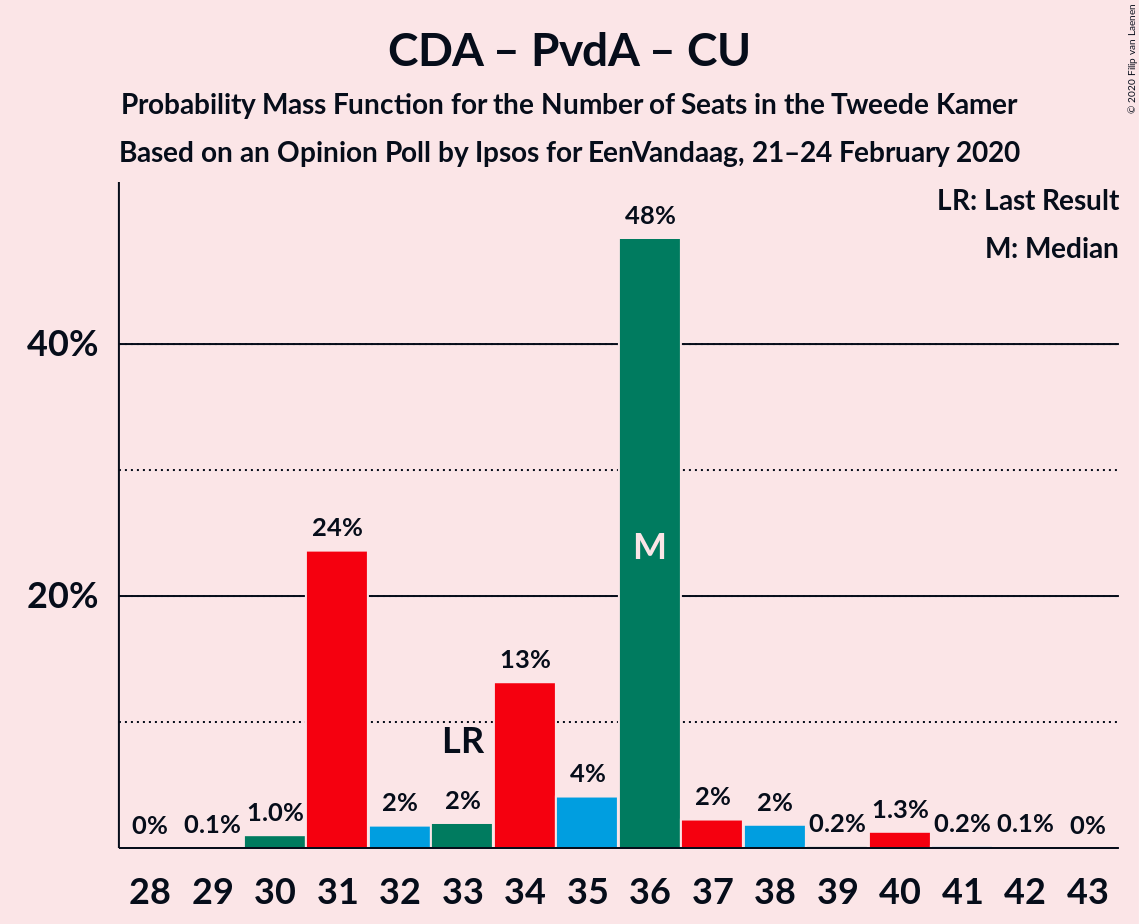 CDA – PvdA – CU
Probability Mass Function for the Number of Seats in the Tweede Kamer
Based on an Opinion Poll by Ipsos for EenVandaag, 21–24 February 2020
© 2020 Filip van Laenen
LR: Last Result
M: Median
40%
20%
0% 0.1% 1.0% 24% 2% 2% 13% 4% 48% 2% 2% 0.2% 1.3% 0.2% 0.1% 0%
LR
M
28 29 30 31 32 33 34 35 36 37 38 39 40 41 42 43